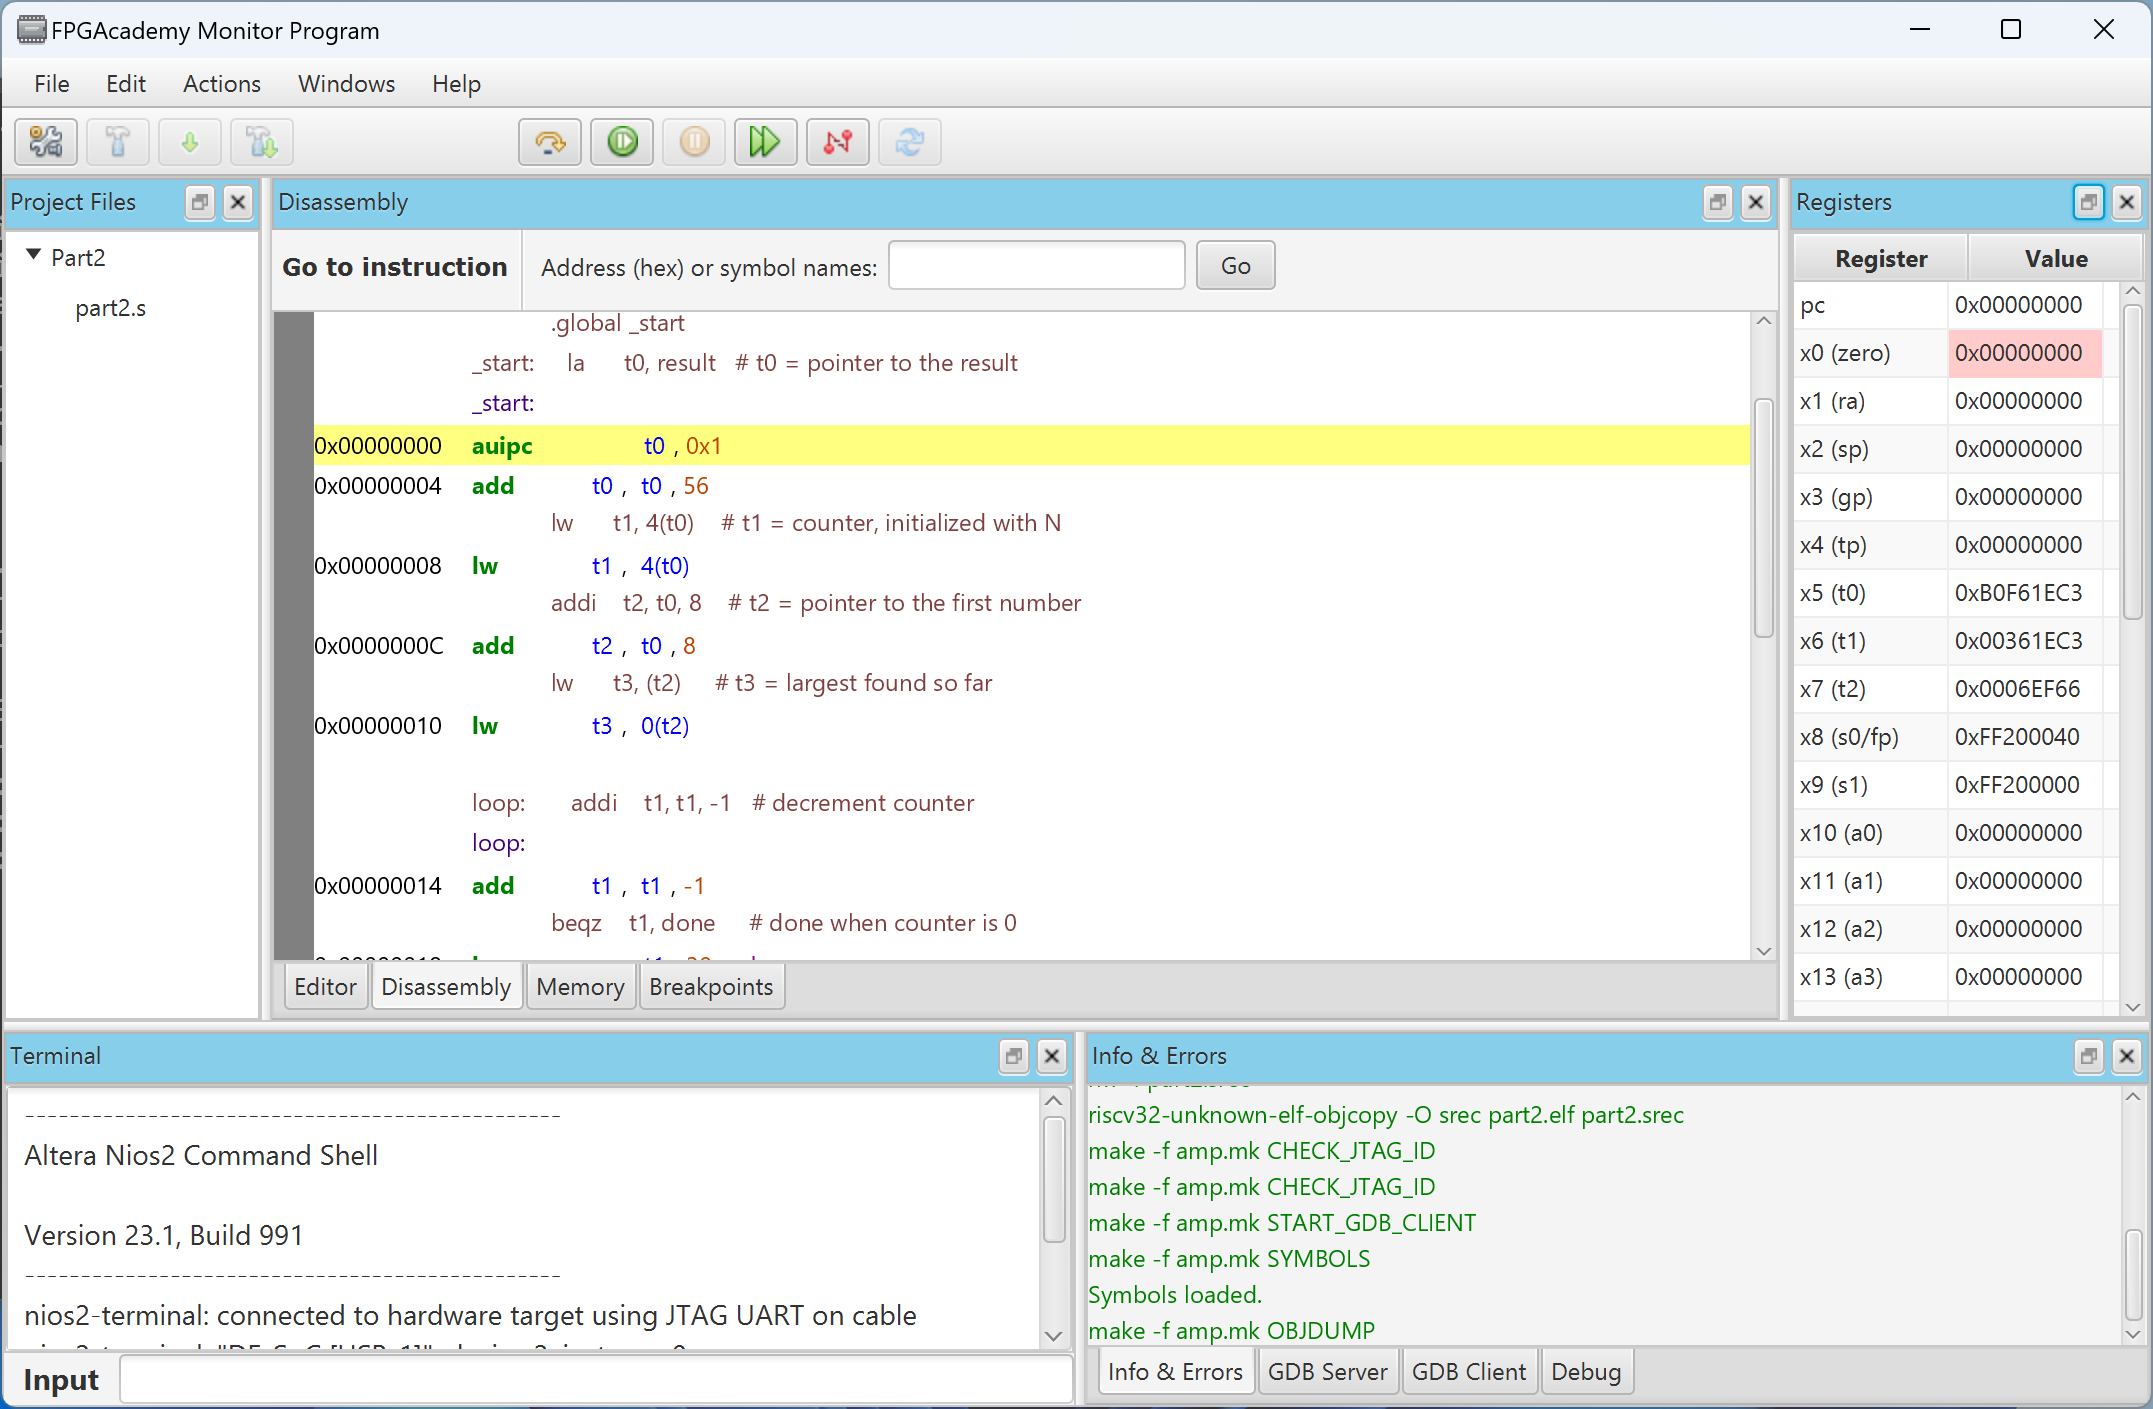 FPGAcademy Monitor Program
File Edit Actions Windows Help
Project Files
Part2
part2.s
Disassembly
Go to instruction Address (hex) or symbol names: Go
.global _start
_start: la t0, result # t0 = pointer to the result
_start:
0x00000000 auipc t0 , 0x1
0x00000004 add t0 , t0 , 56
lw t1, 4(t0) # t1 = counter, initialized with N
0x00000008 lw t1 , 4(t0)
addi t2, t0, 8 # t2 = pointer to the first number
0x0000000C add t2 , t0 , 8
lw t3, (t2) # t3 = largest found so far
0x00000010 lw t3 , 0(t2)
loop: addi t1, t1, -1 # decrement counter
loop:
0x00000014 add t1 , t1 , -1
beqz t1, done # done when counter is 0
Editor Disassembly Memory Breakpoints
Registers
Register Value
pc 0x00000000
x0 (zero) 0x00000000
x1 (ra) 0x00000000
x2 (sp) 0x00000000
x3 (gp) 0x00000000
x4 (tp) 0x00000000
x5 (t0) 0xB0F61EC3
x6 (t1) 0x00361EC3
x7 (t2) 0x0006EF66
x8 (s0/fp) 0xFF200040
x9 (s1) 0xFF200000
x10 (a0) 0x00000000
x11 (a1) 0x00000000
x12 (a2) 0x00000000
x13 (a3) 0x00000000
Terminal
------------------------------------------------
Altera Nios2 Command Shell
Version 23.1, Build 991
------------------------------------------------
nios2-terminal: connected to hardware target using JTAG UART on cable
Input
Info & Errors
riscv32-unknown-elf-objcopy -O srec part2.elf part2.srec
make -f amp.mk CHECK_JTAG_ID
make -f amp.mk CHECK_JTAG_ID
make -f amp.mk START_GDB_CLIENT
make -f amp.mk SYMBOLS
Symbols loaded.
make -f amp.mk OBJDUMP
Info & Errors GDB Server GDB Client Debug